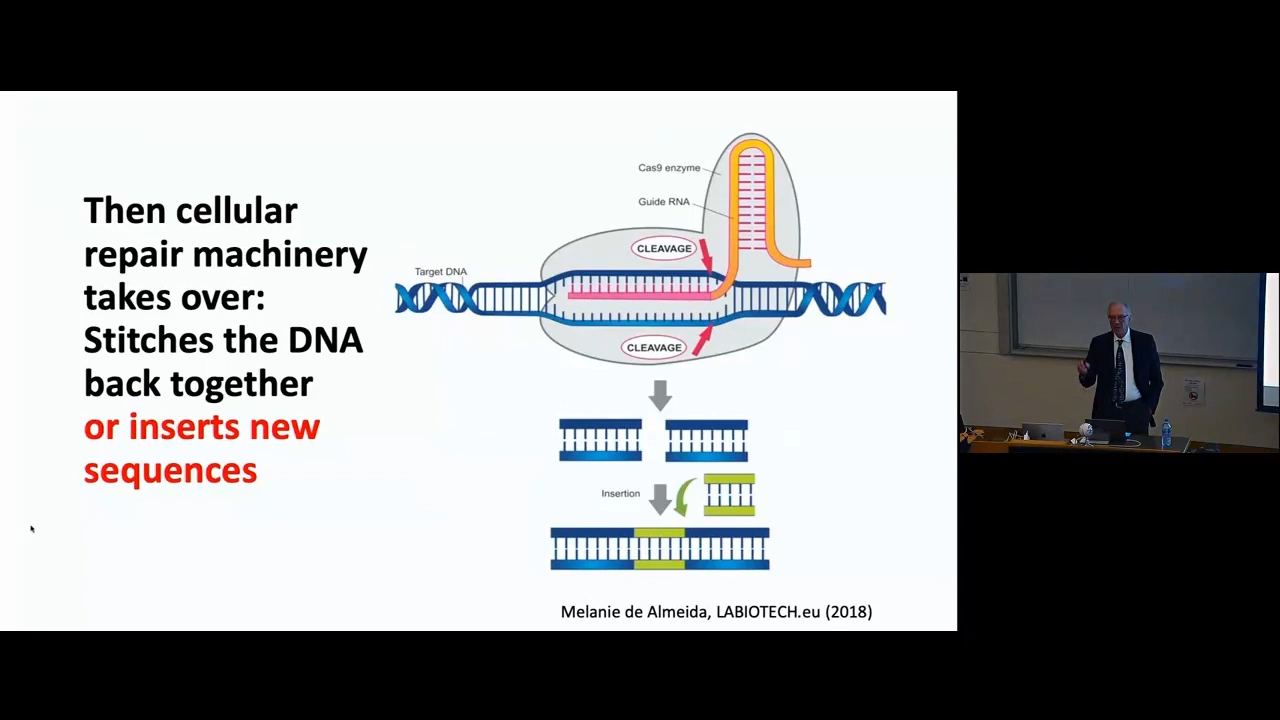 Then cellular
repair machinery
takes over:
Stitches the DNA
back together
or inserts new
sequences
Cas9 enzyme
Guide RNA
CLEAVAGE
Target DNA
CLEAVAGE
Insertion
Melanie de Almeida, LABIOTECH.eu (2018)